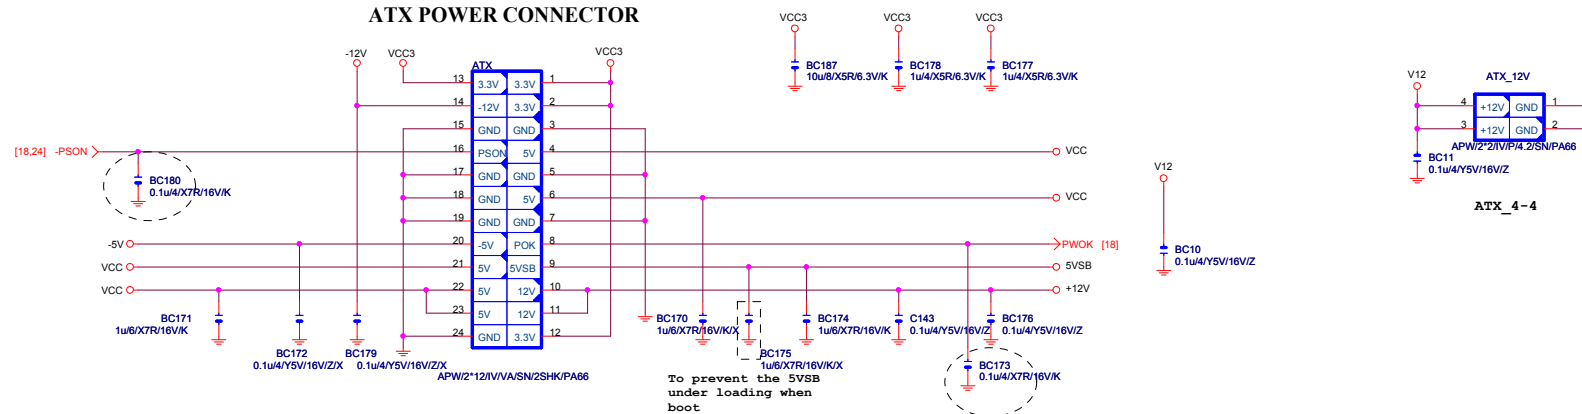 ATX POWER CONNECTOR
VCC3 VCC3 VCC3
-12V VCC3 VCC3
ATX
BC187
10u/8/X5R/6.3V/K
BC178
1u/4/X5R/6.3V/K
BC177
1u/4/X5R/6.3V/K
V12
ATX_12V
4 +12V GND 1
3 +12V GND 2
APW/2*2/IV/P/4.2/SN/PA66
BC11
0.1u/4/Y5V/16V/Z
ATX_4-4
13 3.3V 3.3V 1
14 -12V 3.3V 2
15 GND GND 3
[18,24] -PSON 16 PSON 5V 4 VCC
17 GND GND 5
18 GND 5V 6 VCC
19 GND GND 7
-5V 20 -5V POK 8 PWOK [18]
VCC 21 5V 5VSB 9 5VSB
VCC 22 5V 12V 10 +12V
23 5V 12V 11
24 GND 3.3V 12
APW/2*12/IV/VA/SN/2SHK/PA66
BC180
0.1u/4/X7R/16V/K
V12
BC10
0.1u/4/Y5V/16V/Z
BC171
1u/6/X7R/16V/K
BC172
0.1u/4/Y5V/16V/Z/X
BC179
0.1u/4/Y5V/16V/Z/X
BC170
1u/6/X7R/16V/K/X
BC175
1u/6/X7R/16V/K/X
BC174
1u/6/X7R/16V/K
C143
0.1u/4/Y5V/16V/Z
BC176
0.1u/4/Y5V/16V/Z
BC173
0.1u/4/X7R/16V/K
To prevent the 5VSB
under loading when
boot